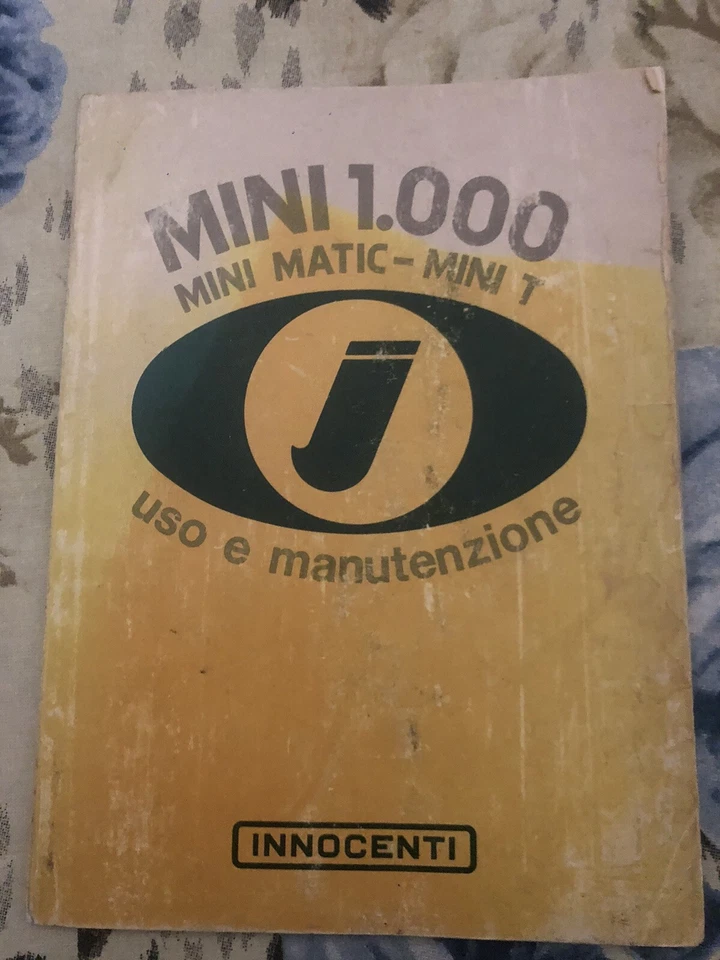 MINI 1.000
MINI MATIC - MINI T
j
uso e manutenzione
INNOCENTI